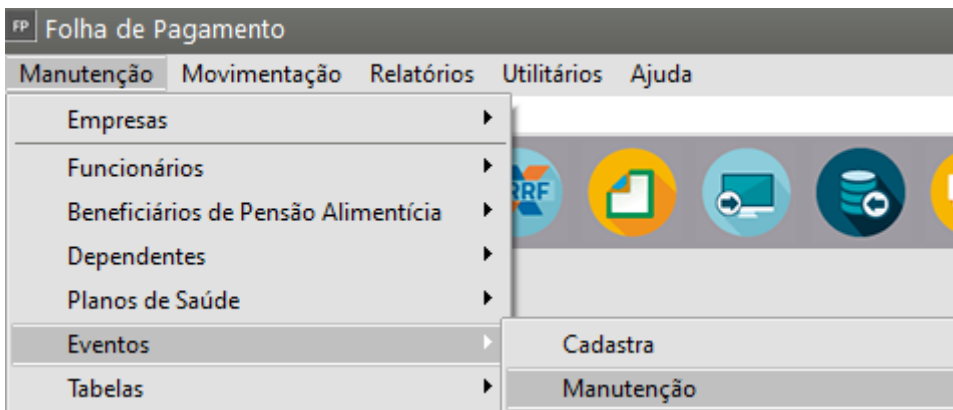 FP Folha de Pagamento
Manutenção Movimentação Relatórios Utilitários Ajuda
Empresas
Funcionários
RRF
Beneficiários de Pensão Alimentícia
Dependentes
Planos de Saúde
Eventos
Cadastra
Tabelas
Manutenção